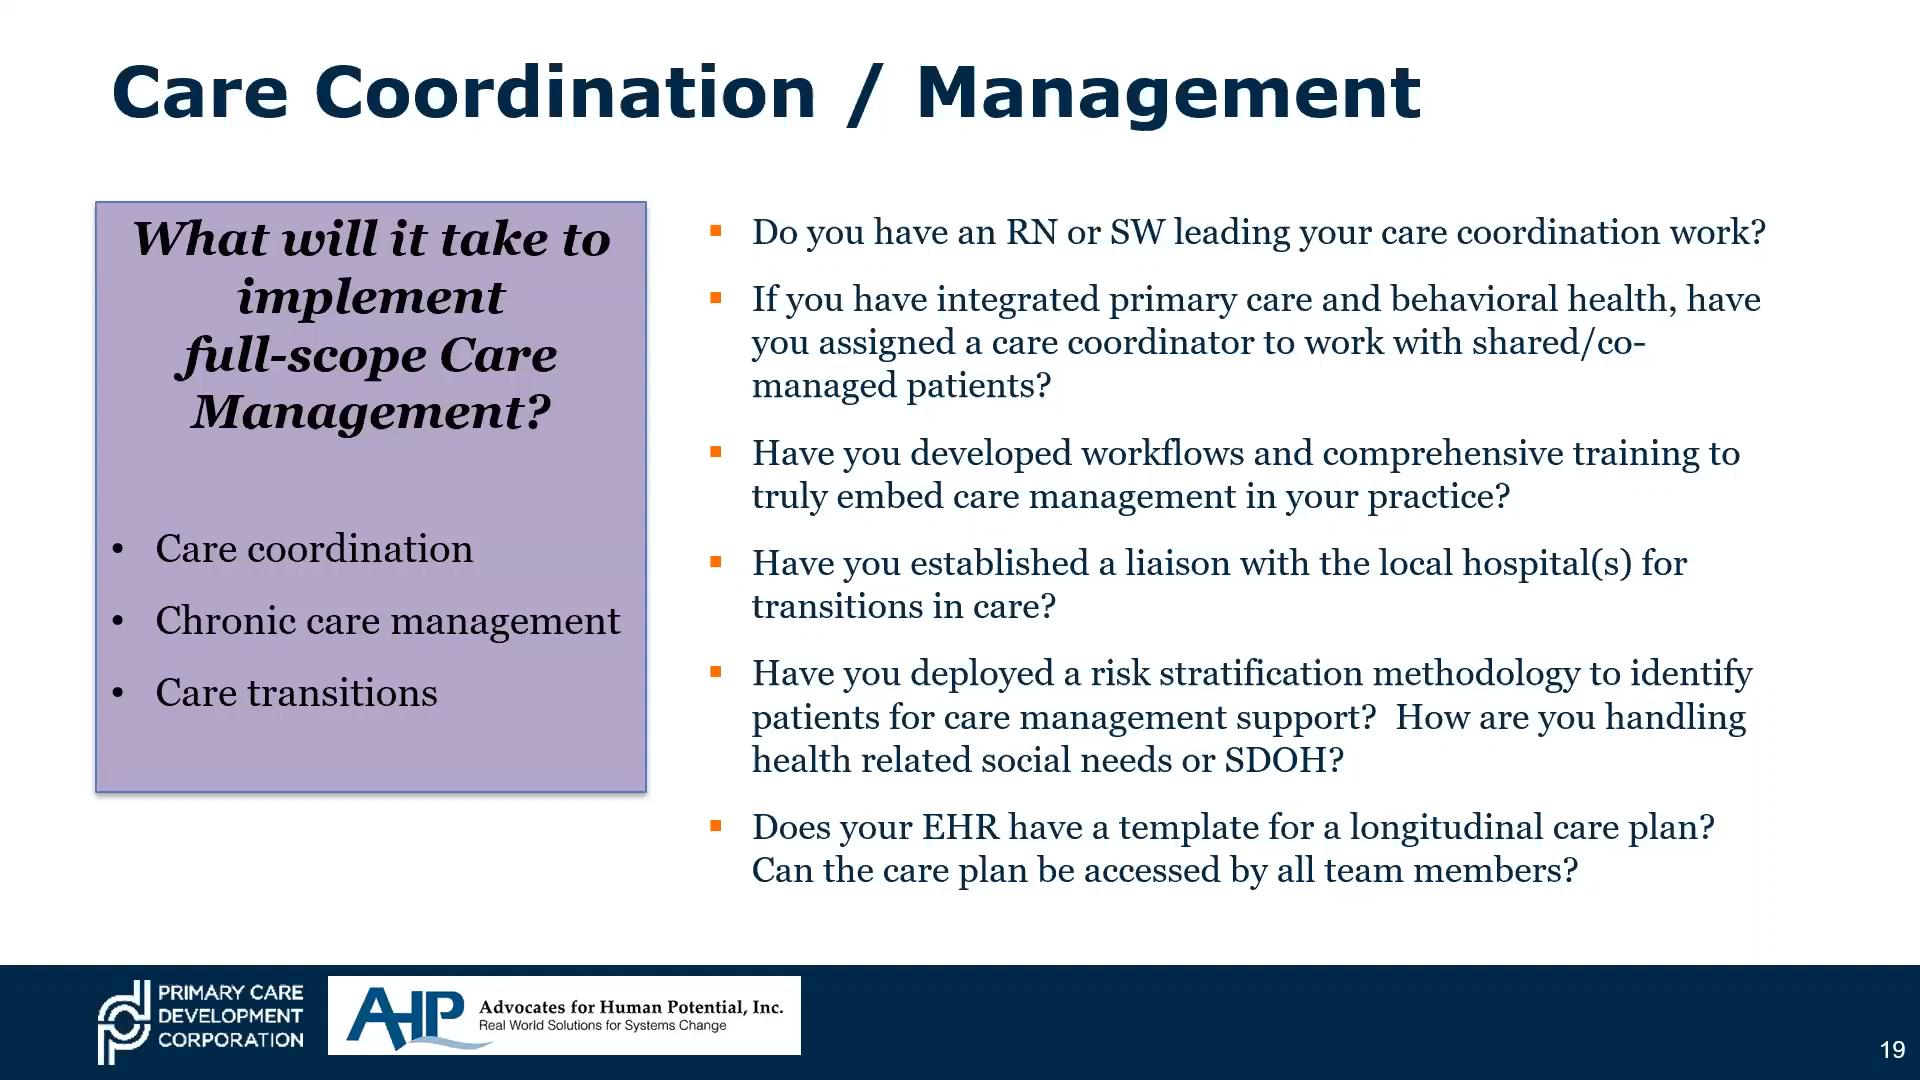 Care Coordination / Management
What will it take to
implement
full-scope Care
Management?
• Care coordination
• Chronic care management
• Care transitions
▪ Do you have an RN or SW leading your care coordination work?
▪ If you have integrated primary care and behavioral health, have
you assigned a care coordinator to work with shared/co-
managed patients?
▪ Have you developed workflows and comprehensive training to
truly embed care management in your practice?
▪ Have you established a liaison with the local hospital(s) for
transitions in care?
▪ Have you deployed a risk stratification methodology to identify
patients for care management support?  How are you handling
health related social needs or SDOH?
▪ Does your EHR have a template for a longitudinal care plan?
Can the care plan be accessed by all team members?
PRIMARY CARE
DEVELOPMENT
CORPORATION
AHP
Advocates for Human Potential, Inc.
Real World Solutions for Systems Change
19